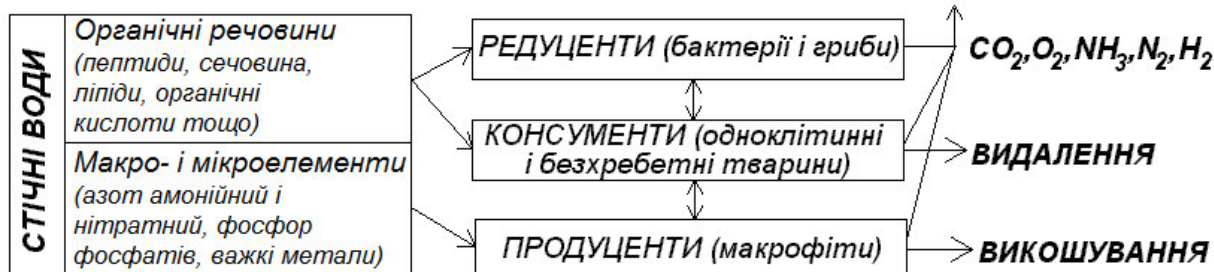 СТІЧНІ ВОДИ
Органічні речовини
(пептиди, сечовина,
ліпіди, органічні
кислоти тощо)
Макро- і мікроелементи
(азот амонійний і
нітратний, фосфор
фосфатів, важкі метали)
РЕДУЦЕНТИ (бактерії і гриби)
КОНСУМЕНТИ (одноклітинні
і безхребетні тварини)
ПРОДУЦЕНТИ (макрофіти)
CO₂,O₂,NH₃,N₂,H₂
ВИДАЛЕННЯ
ВИКОШУВАННЯ